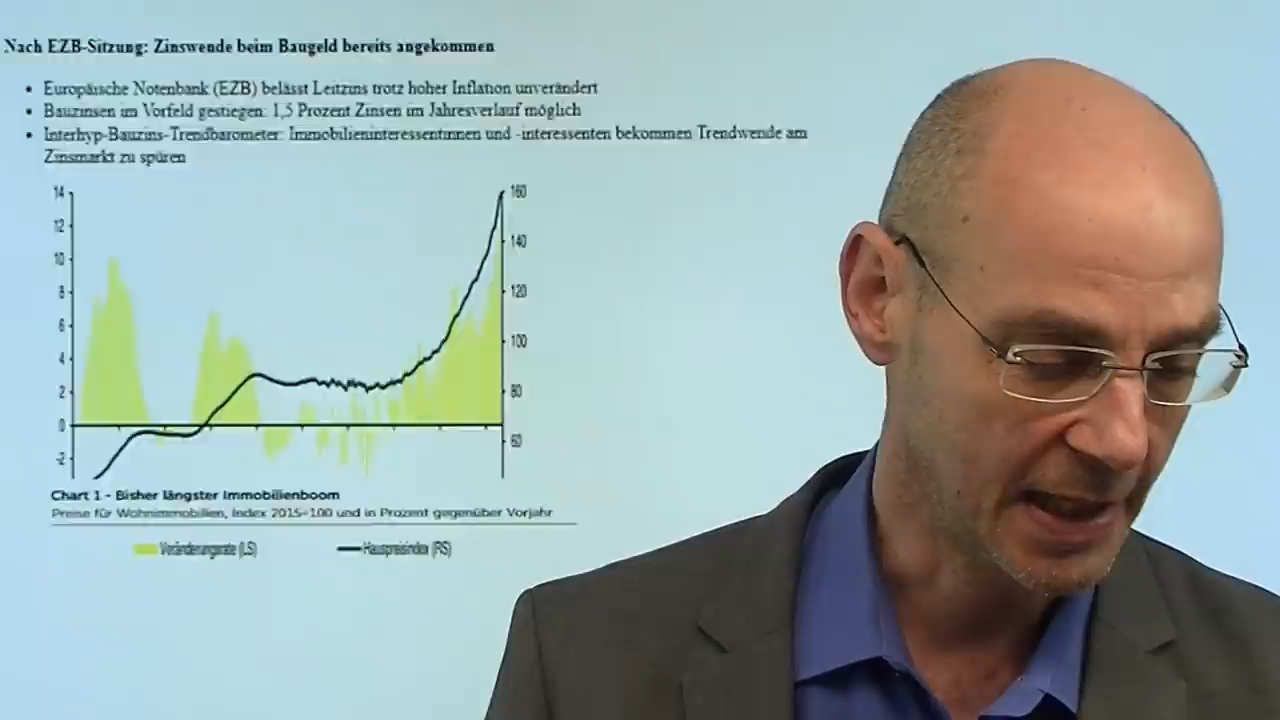 Nach EZB-Sitzung: Zinswende beim Baugeld bereits angekommen
• Europäische Notenbank (EZB) belässt Leitzins trotz hoher Inflation unverändert
• Bauzinsen im Vorfeld gestiegen: 1,5 Prozent Zinsen im Jahresverlauf möglich
• Interhyp-Bauzins-Trendbarometer: Immobilieninteressentinnen und -interessenten bekommen Trendwende am
Zinsmarkt zu spüren
14 160
12
140
10
8 120
6
100
4
2 80
0
60
-2
Chart 1 - Bisher längster Immobilienboom
Preise für Wohnimmobilien, Index 2015=100 und in Prozent gegenüber Vorjahr
Veränderungsrate (LS) Hauspreisindex (RS)